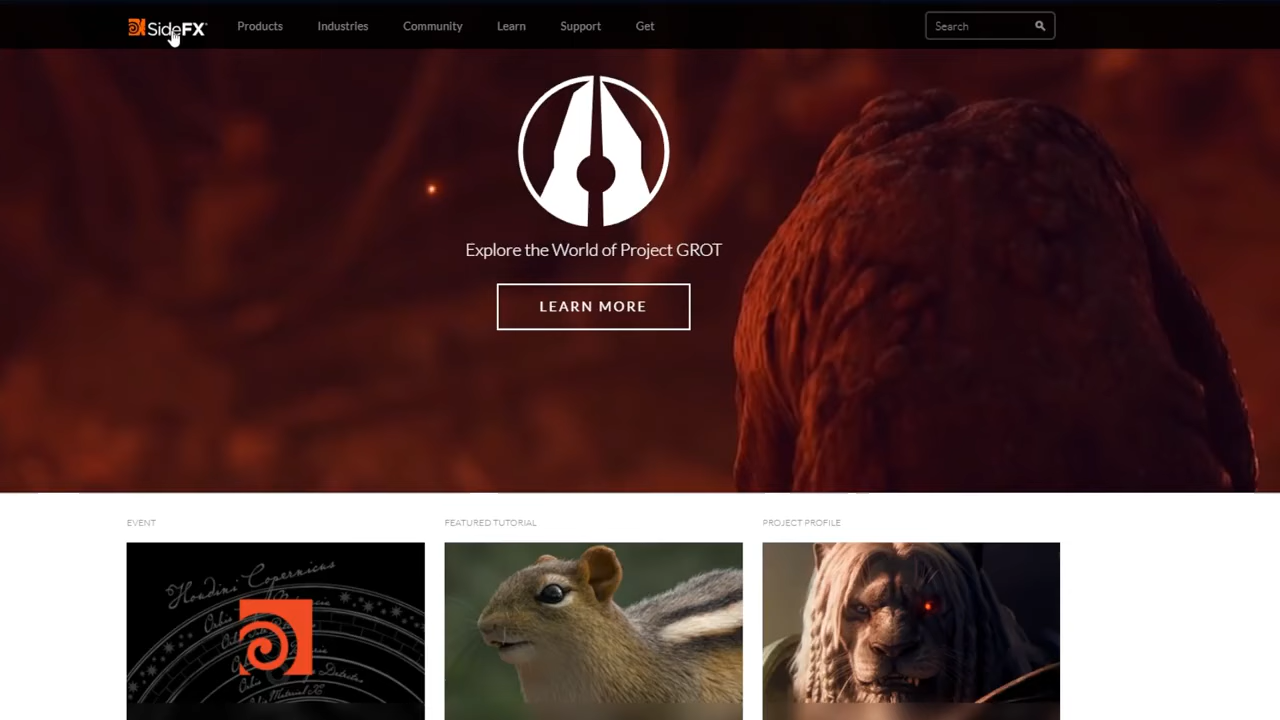 SideFX
Products
Industries
Community
Learn
Support
Get
Search
Explore the World of Project GROT
LEARN MORE
EVENT
FEATURED TUTORIAL
PROJECT PROFILE
Houdini Copernicus